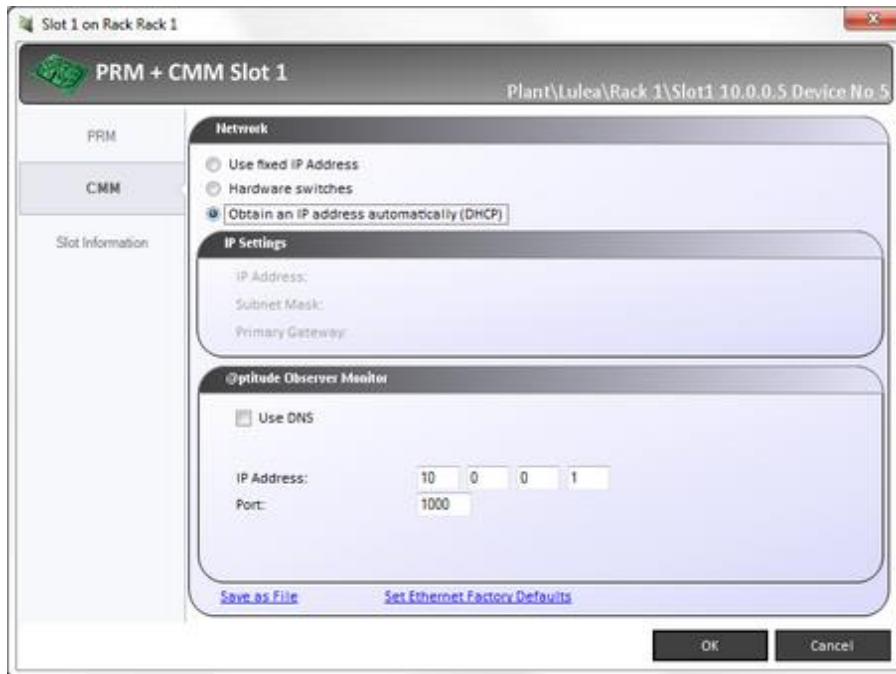 Slot 1 on Rack Rack 1
PRM + CMM Slot 1
Plant\Lulea\Rack 1\Slot1 10.0.0.5 Device No 5
PRM
CMM
Slot Information
Network
Use fixed IP Address
Hardware switches
Obtain an IP address automatically (DHCP)
IP Settings
IP Address:
Subnet Mask:
Primary Gateway:
@ptitude Observer Monitor
Use DNS
IP Address: 10 0 0 1
Port: 1000
Save as File Set Ethernet Factory Defaults
OK Cancel